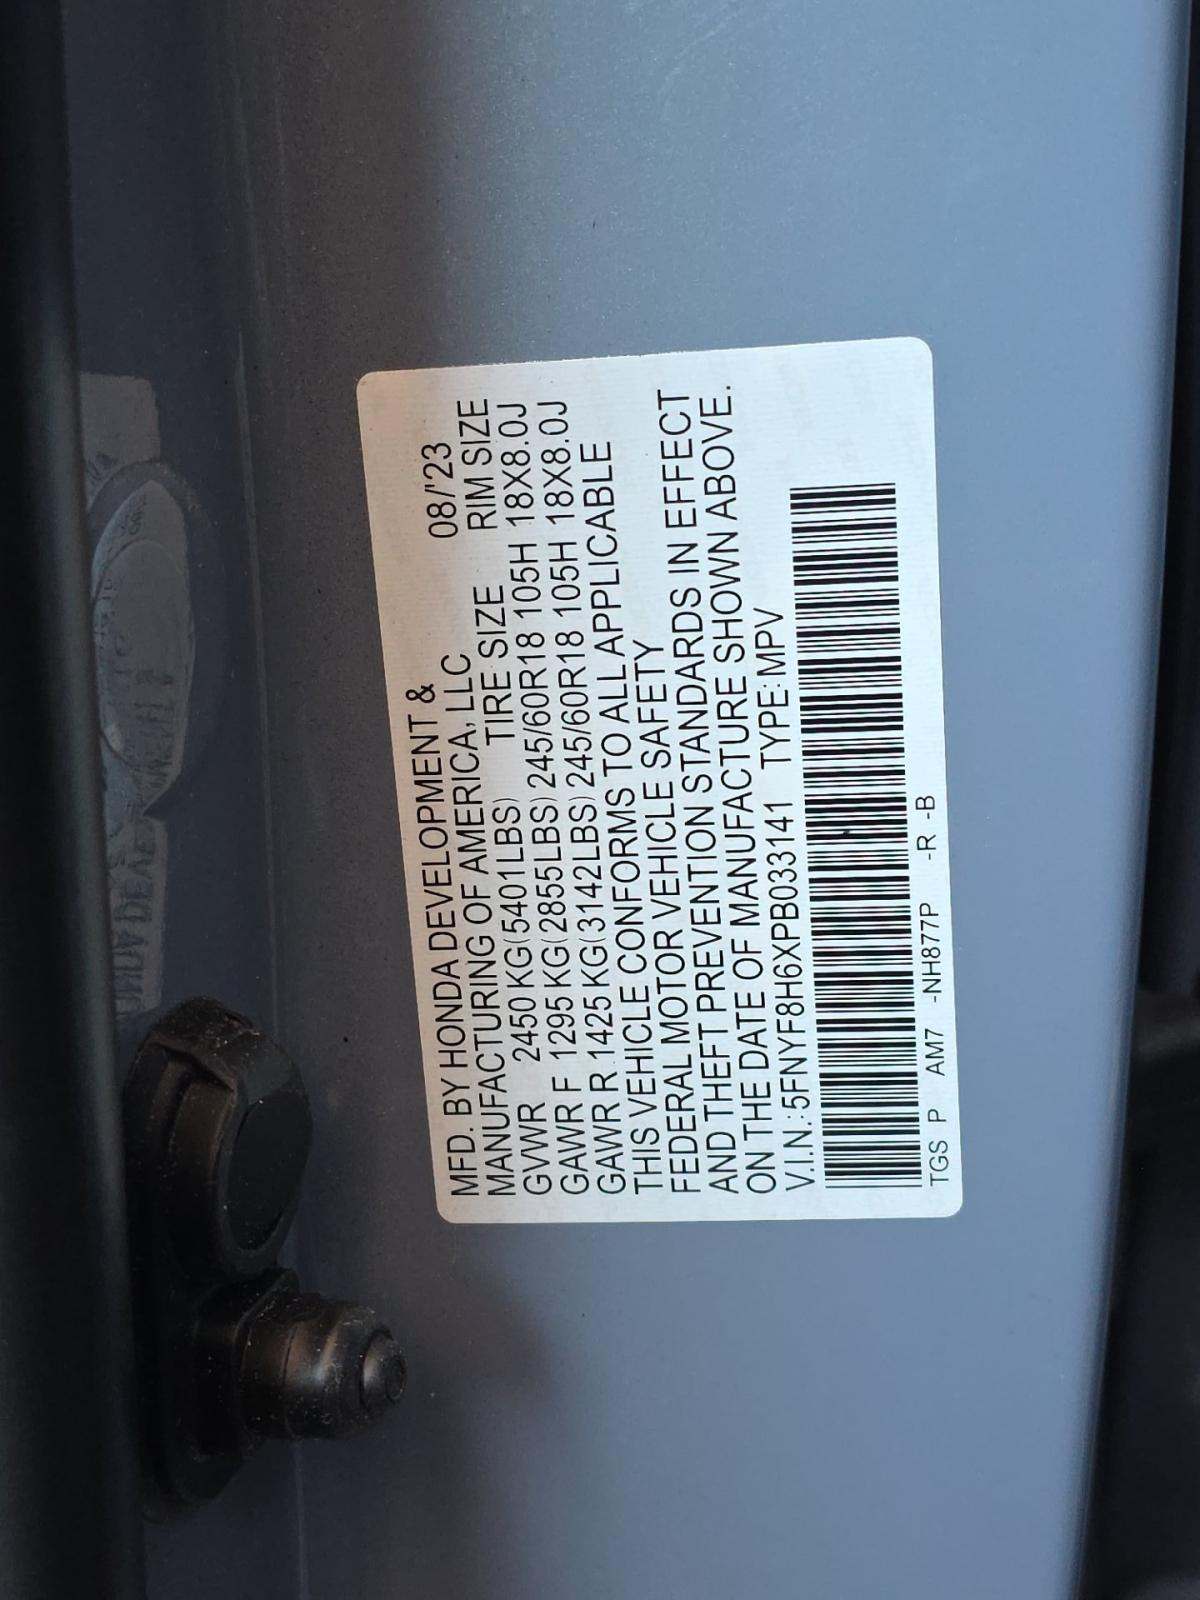 MFD. BY HONDA DEVELOPMENT & 08/'23
MANUFACTURING OF AMERICA, LLC
TIRE SIZE RIM SIZE
GVWR 2450 KG(5401LBS)
GAWR F 1295 KG(2855LBS) 245/60R18 105H 18X8.0J
GAWR R 1425 KG(3142LBS) 245/60R18 105H 18X8.0J
THIS VEHICLE CONFORMS TO ALL APPLICABLE
FEDERAL MOTOR VEHICLE SAFETY
AND THEFT PREVENTION STANDARDS IN EFFECT
ON THE DATE OF MANUFACTURE SHOWN ABOVE.
V.I.N.: 5FNYF8H6XPB033141 TYPE: MPV
TGS P AM7 -NH877P -R -B